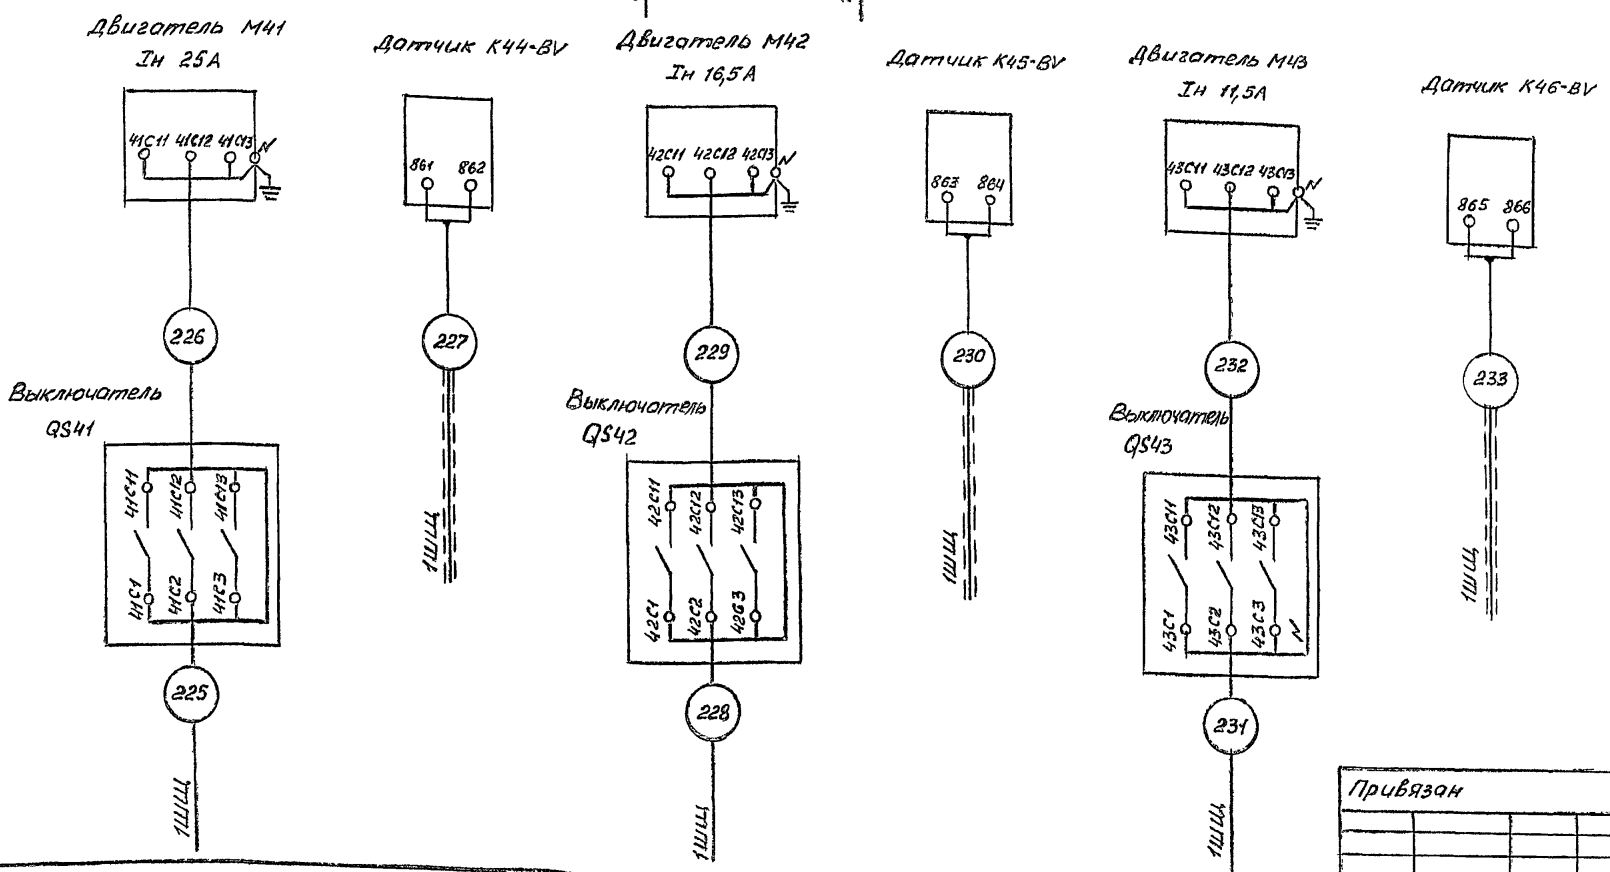 Двигатель М41
Iн 25А
41С11 41С12 41С13 N
226
Выключатель
QS41
41С11 41С12 41С13
41С1 41С2 41С3
225
1ШЩ
Датчик К44-BV
861 862
227
1ШЩ
Двигатель М42
Iн 16,5А
42С11 42С12 42С13 N
229
Выключатель
QS42
42С11 42С12 42С13
42С1 42С2 42С3
228
1ШЩ
Датчик К45-BV
863 864
230
1ШЩ
Двигатель М43
Iн 11,5А
43С11 43С12 43С13 N
232
Выключатель
QS43
43С11 43С12 43С13
43С1 43С2 43С3 N
231
1ШЩ
Датчик К46-BV
865 866
233
1ШЩ
Привязан